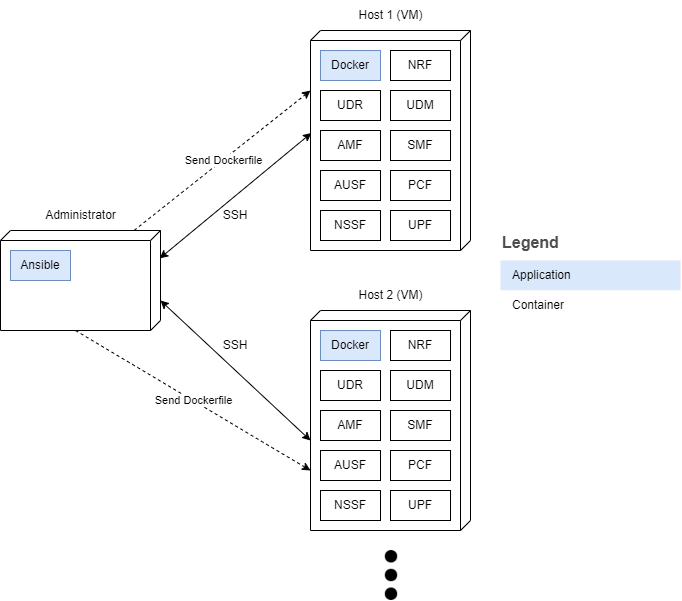 Host 1 (VM)
Docker
NRF
UDR
UDM
Send Dockerfile
AMF
SMF
AUSF
PCF
Administrator
SSH
NSSF
UPF
Legend
Ansible
Application
Host 2 (VM)
Container
SSH
Docker
NRF
UDR
UDM
Send Dockerfile
AMF
SMF
AUSF
PCF
NSSF
UPF